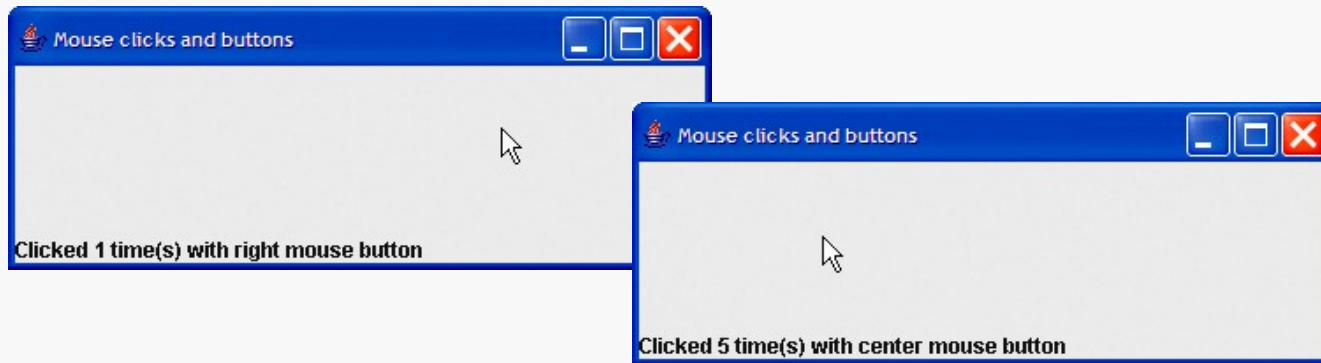 Mouse clicks and buttons
Clicked 1 time(s) with right mouse button
Mouse clicks and buttons
Clicked 5 time(s) with center mouse button